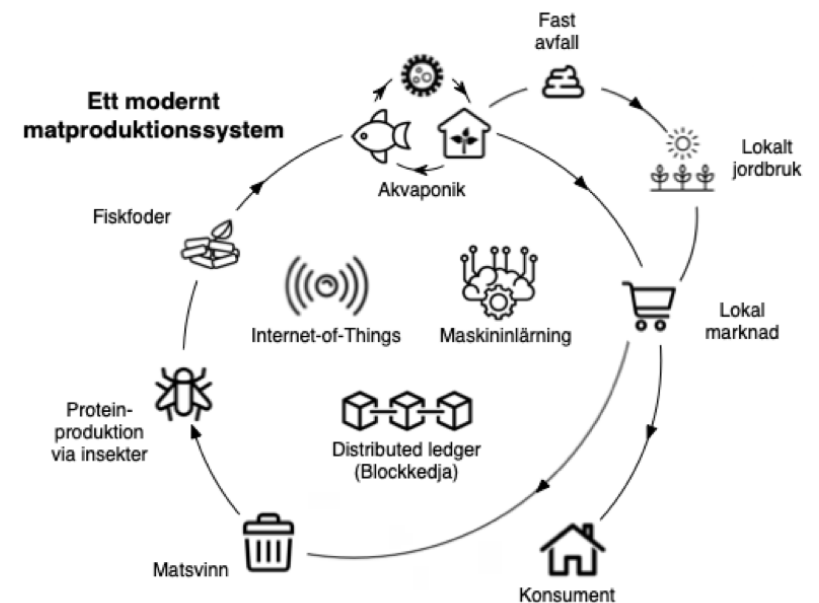 Fast
avfall
Ett modernt
matproduktionssystem
Lokalt
jordbruk
Akvaponik
Fiskfoder
Internet-of-Things
Maskininlärning
Lokal
marknad
Protein-
produktion
via insekter
Distributed ledger
(Blockkedja)
Matsvinn
Konsument